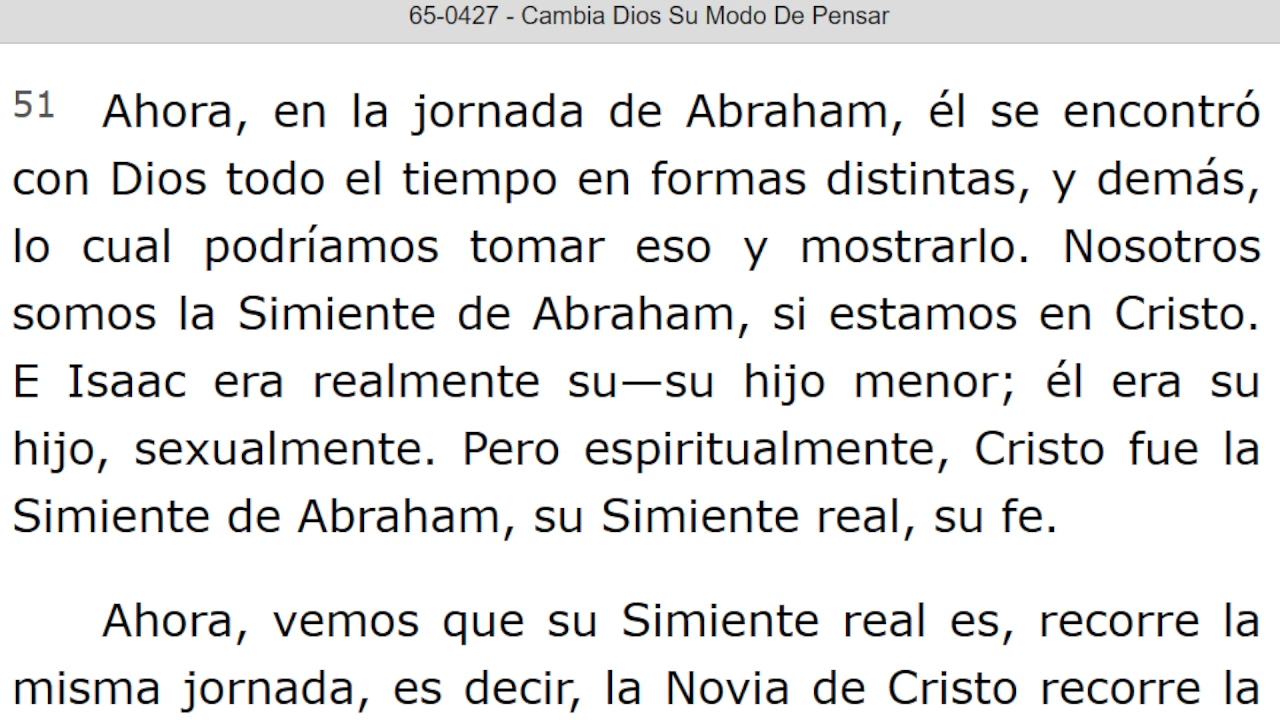 65-0427 - Cambia Dios Su Modo De Pensar
51 Ahora, en la jornada de Abraham, él se encontró
con Dios todo el tiempo en formas distintas, y demás,
lo cual podríamos tomar eso y mostrarlo. Nosotros
somos la Simiente de Abraham, si estamos en Cristo.
E Isaac era realmente su—su hijo menor; él era su
hijo, sexualmente. Pero espiritualmente, Cristo fue la
Simiente de Abraham, su Simiente real, su fe.
Ahora, vemos que su Simiente real es, recorre la
misma jornada, es decir, la Novia de Cristo recorre la